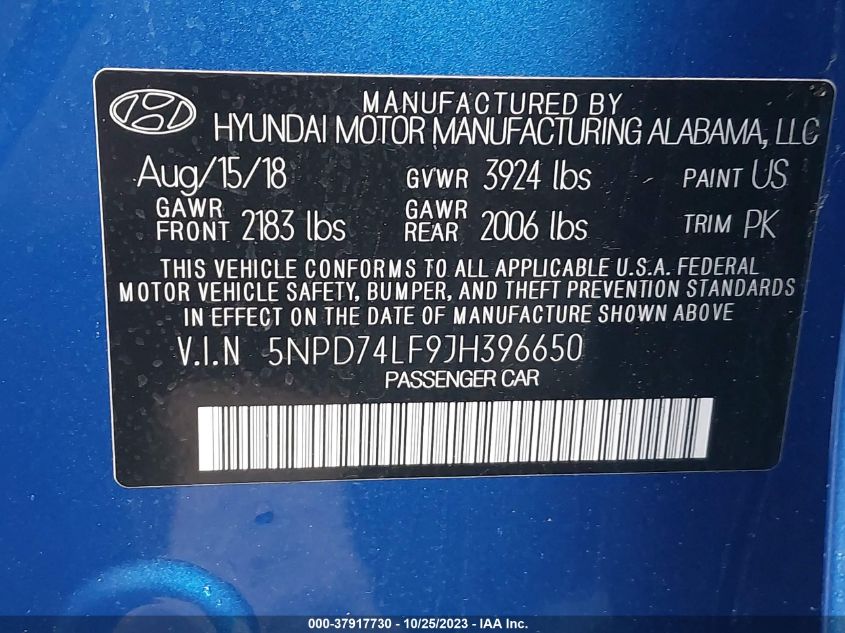 MANUFACTURED BY
HYUNDAI MOTOR MANUFACTURING ALABAMA, LLC
Aug/15/18 GVWR 3924 lbs PAINT US
GAWR FRONT 2183 lbs GAWR REAR 2006 lbs TRIM PK
THIS VEHICLE CONFORMS TO ALL APPLICABLE U.S.A. FEDERAL
MOTOR VEHICLE SAFETY, BUMPER, AND THEFT PREVENTION STANDARDS
IN EFFECT ON THE DATE OF MANUFACTURE SHOWN ABOVE
V.I.N 5NPD74LF9JH396650
PASSENGER CAR
000-37917730 - 10/25/2023 - IAA Inc.